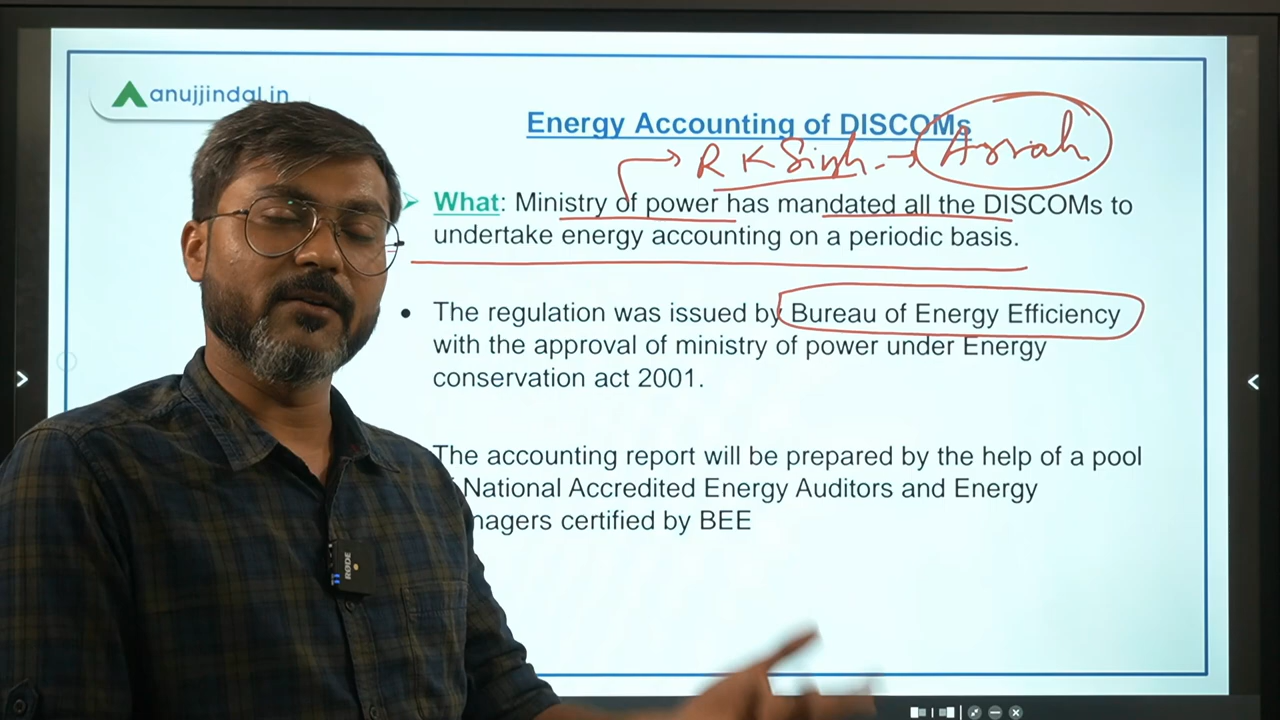 anujjindal.in
Energy Accounting of DISCOMs
R K Singh → Arrah
What: Ministry of power has mandated all the DISCOMs to
undertake energy accounting on a periodic basis.
The regulation was issued by Bureau of Energy Efficiency
with the approval of ministry of power under Energy
conservation act 2001.
The accounting report will be prepared by the help of a pool
National Accredited Energy Auditors and Energy
nagers certified by BEE
RODE